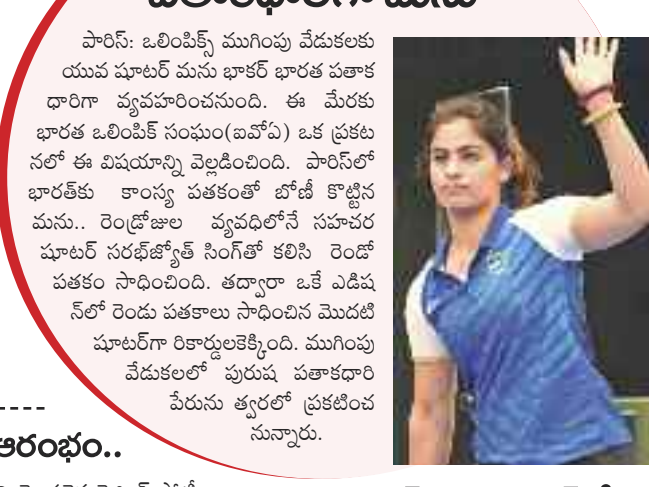 పారిస్: ఒలింపిక్స్ ముగింపు వేడుకలకు
యువ షూటర్ మను భాకర్ భారత పతాక
ధారిగా వ్యవహరించనుంది. ఈ మేరకు
భారత ఒలింపిక్ సంఘం(ఐవోఏ) ఒక ప్రకట
నలో ఈ విషయాన్ని వెల్లడించింది. పారిస్‌లో
భారత్‌కు కాంస్య పతకంతో బోణీ కొట్టిన
మను.. రెండ్రోజుల వ్యవధిలోనే సహచర
షూటర్ సరభ్‌జ్యోత్ సింగ్‌తో కలిసి రెండో
పతకం సాధించింది. తద్వారా ఒకే ఎడిష
న్‌లో రెండు పతకాలు సాధించిన మొదటి
షూటర్‌గా రికార్డులకెక్కింది. ముగింపు
వేడుకలలో పురుష పతాకధారి
పేరును త్వరలో ప్రకటించ
నున్నారు.
----
ఆరంభం..